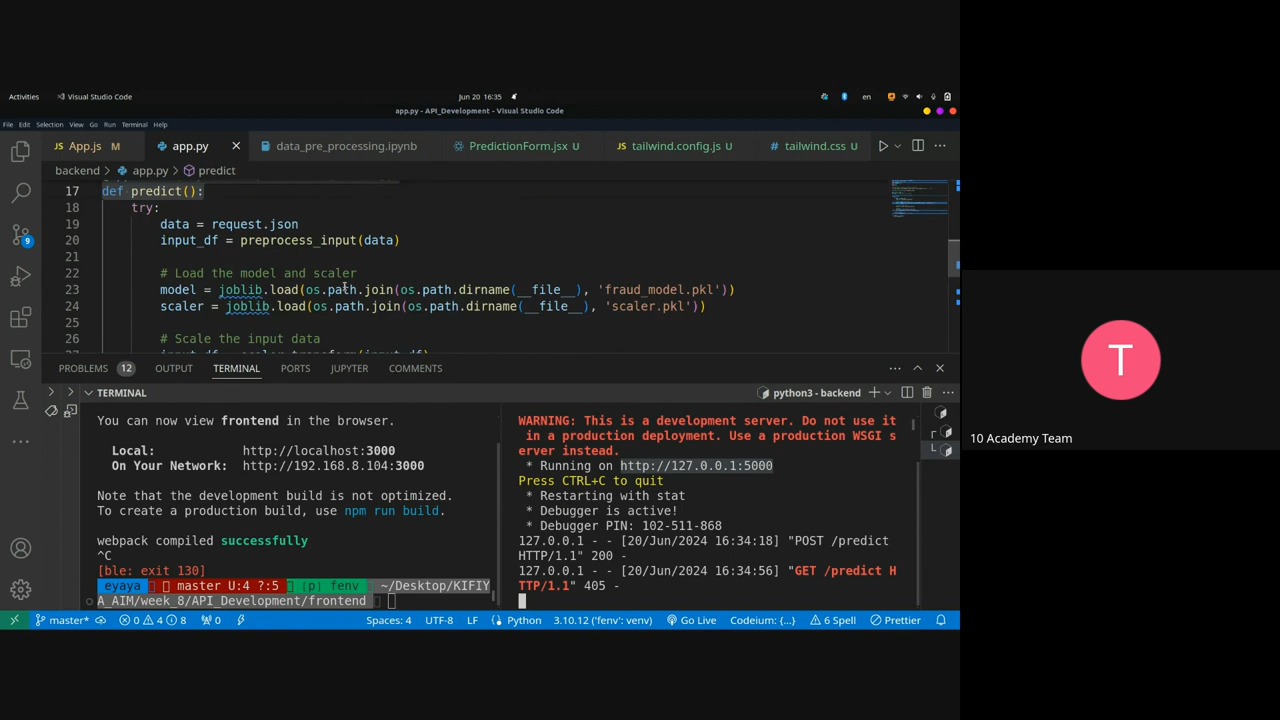 Activities
Visual Studio Code
Jun 20 16:35
en
app.py - API_Development - Visual Studio Code
File Edit Selection View Go Run Terminal Help
JS App.js M
app.py
data_pre_processing.ipynb
PredictionForm.jsx U
JS tailwind.config.js U
# tailwind.css U
backend > app.py > predict
17 def predict():
18 try:
19 data = request.json
20 input_df = preprocess_input(data)
21
22 # Load the model and scaler
23 model = joblib.load(os.path.join(os.path.dirname(__file__), 'fraud_model.pkl'))
24 scaler = joblib.load(os.path.join(os.path.dirname(__file__), 'scaler.pkl'))
25
26 # Scale the input data
9
PROBLEMS 12 OUTPUT TERMINAL PORTS JUPYTER COMMENTS
TERMINAL
python3 - backend
You can now view frontend in the browser.
Local: http://localhost:3000
On Your Network: http://192.168.8.104:3000
Note that the development build is not optimized.
To create a production build, use npm run build.
webpack compiled successfully
^C
[ble: exit 130]
eyaya master U:4 ?:5 (p) fenv ~/Desktop/KIFIY
A_AIM/week_8/API_Development/frontend
WARNING: This is a development server. Do not use it
in a production deployment. Use a production WSGI s
erver instead.
* Running on http://127.0.0.1:5000
Press CTRL+C to quit
* Restarting with stat
* Debugger is active!
* Debugger PIN: 102-511-868
127.0.0.1 - - [20/Jun/2024 16:34:18] "POST /predict
HTTP/1.1" 200 -
127.0.0.1 - - [20/Jun/2024 16:34:56] "GET /predict H
TTP/1.1" 405 -
master* 0 4 8 0 Spaces: 4 UTF-8 LF Python 3.10.12 ('fenv': venv) Go Live Codeium: {...} 6 Spell Prettier
T
10 Academy Team